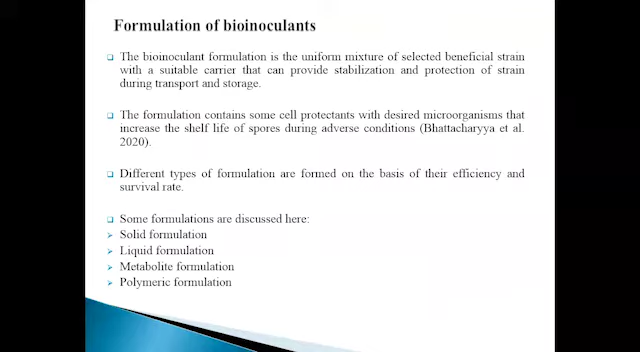 Formulation of bioinoculants
The bioinoculant formulation is the uniform mixture of selected beneficial strain
with a suitable carrier that can provide stabilization and protection of strain
during transport and storage.
The formulation contains some cell protectants with desired microorganisms that
increase the shelf life of spores during adverse conditions (Bhattacharyya et al.
2020).
Different types of formulation are formed on the basis of their efficiency and
survival rate.
Some formulations are discussed here:
Solid formulation
Liquid formulation
Metabolite formulation
Polymeric formulation